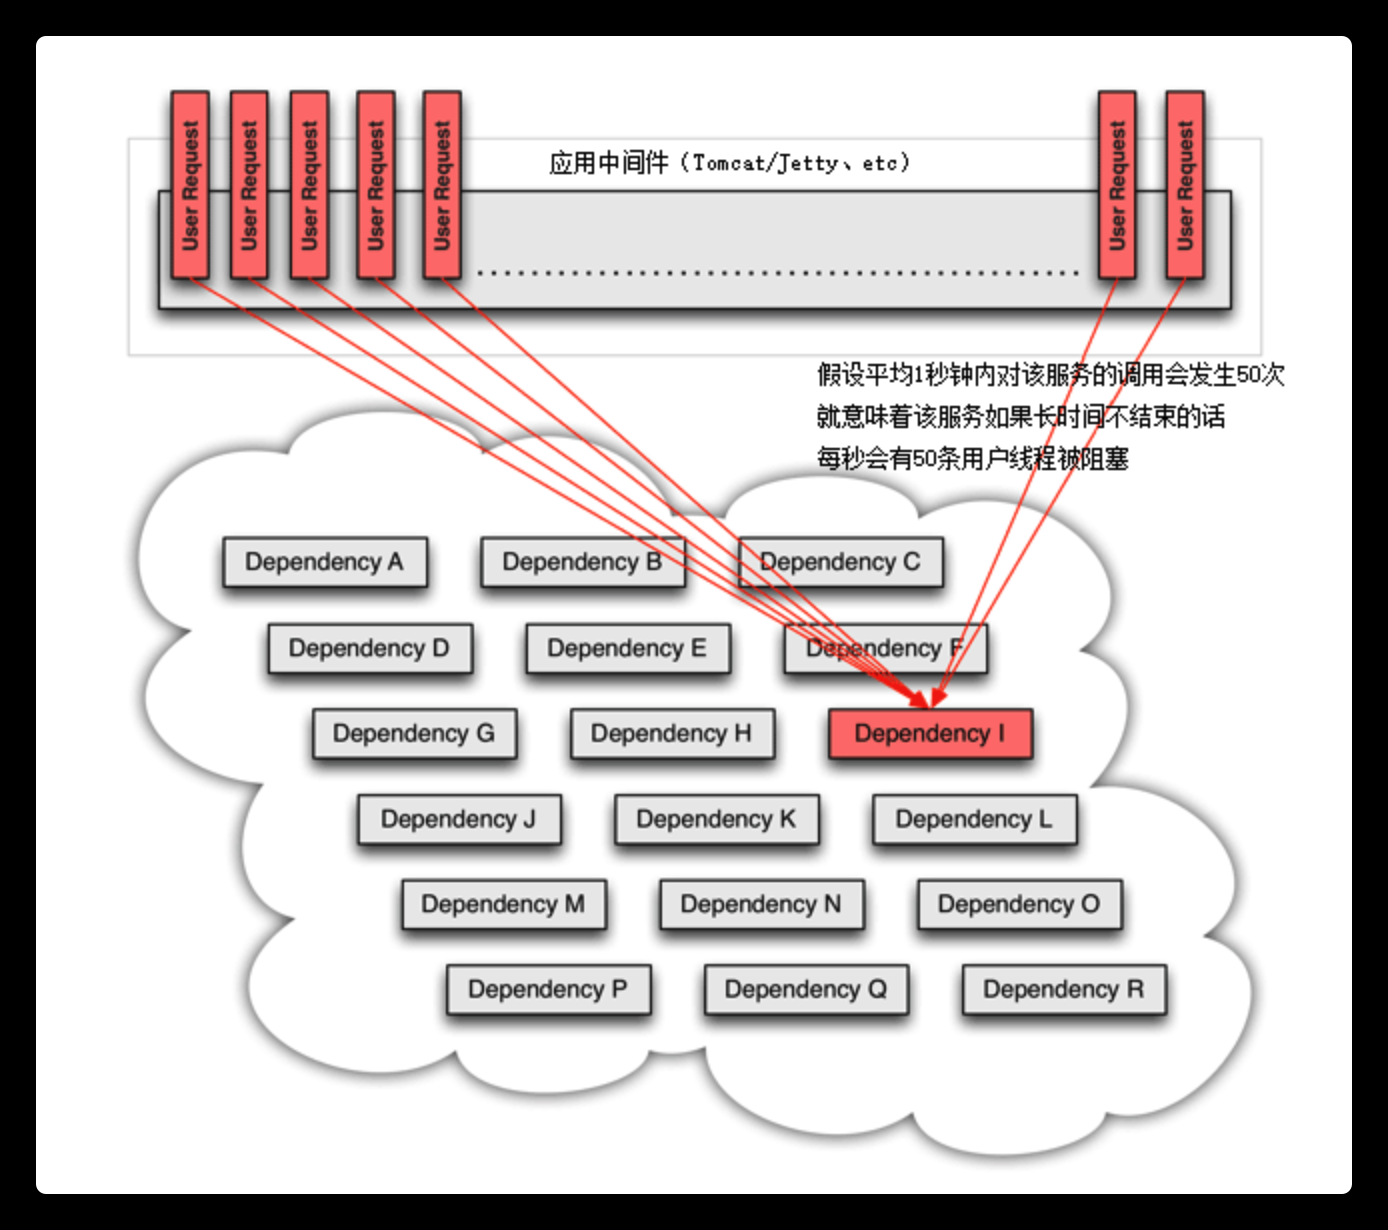 User Request
User Request
User Request
User Request
User Request
User Request
User Request
应用中间件（Tomcat/Jetty、etc）
假设平均1秒钟内对该服务的调用会发生50次
就意味着该服务如果长时间不结束的话
每秒会有50条用户线程被阻塞
Dependency A
Dependency B
Dependency C
Dependency D
Dependency E
Dependency F
Dependency G
Dependency H
Dependency I
Dependency J
Dependency K
Dependency L
Dependency M
Dependency N
Dependency O
Dependency P
Dependency Q
Dependency R